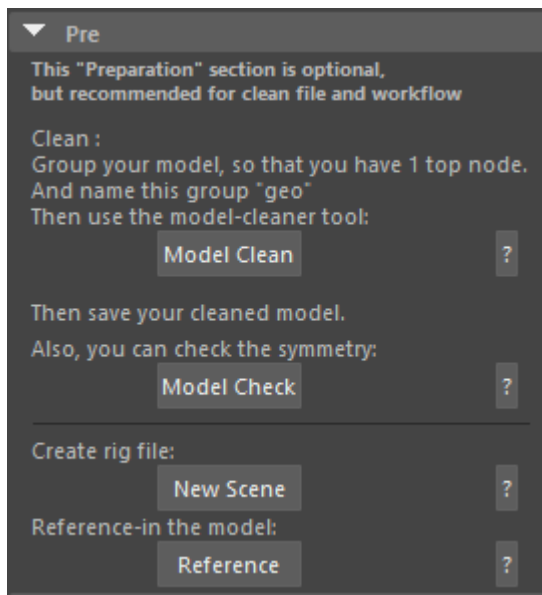 Pre
This "Preparation" section is optional,
but recommended for clean file and workflow
Clean :
Group your model, so that you have 1 top node.
And name this group "geo"
Then use the model-cleaner tool:
Model Clean ?
Then save your cleaned model.
Also, you can check the symmetry:
Model Check ?
Create rig file:
New Scene ?
Reference-in the model:
Reference ?